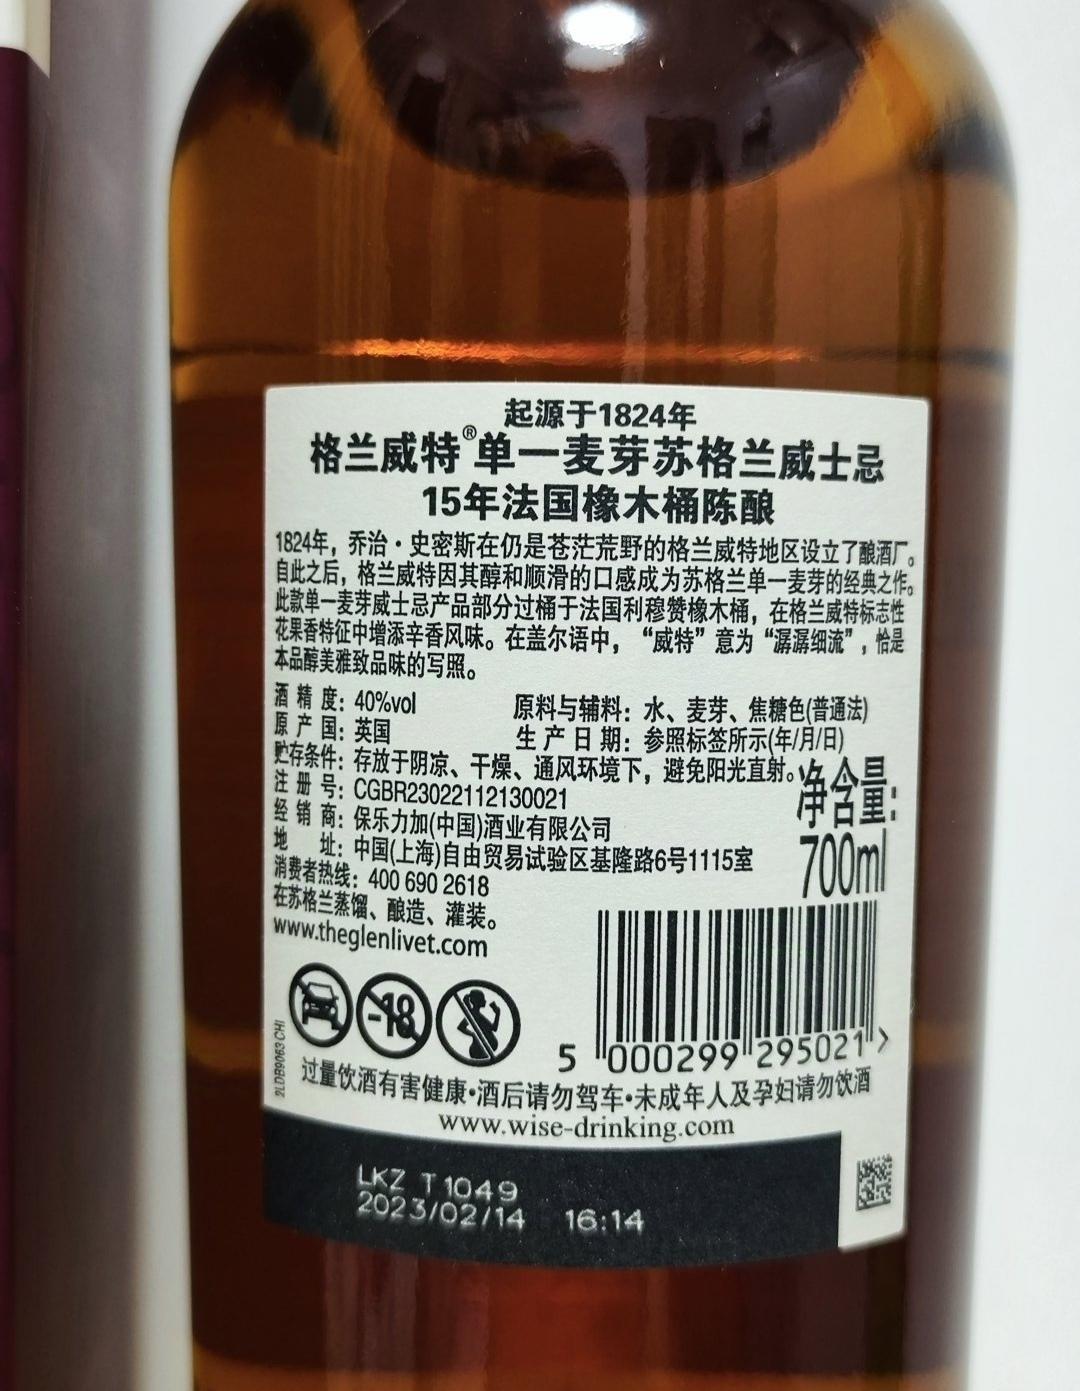 起源于1824年
格兰威特®单一麦芽苏格兰威士忌
15年法国橡木桶陈酿
1824年，乔治·史密斯在仍是苍茫荒野的格兰威特地区设立了酿酒厂。
自此之后，格兰威特因其醇和顺滑的口感成为苏格兰单一麦芽的经典之作。
此款单一麦芽威士忌产品部分过桶于法国利穆赞橡木桶，在格兰威特标志性
花果香特征中增添辛香风味。在盖尔语中，“威特”意为“潺潺细流”，恰是
本品醇美雅致品味的写照。
酒精度：40%vol 原料与辅料：水、麦芽、焦糖色(普通法)
原产国：英国 生产日期：参照标签所示(年/月/日)
贮存条件：存放于阴凉、干燥、通风环境下，避免阳光直射。
注册号：CGBR23022112130021
经销商：保乐力加(中国)酒业有限公司
地址：中国(上海)自由贸易试验区基隆路6号1115室
消费者热线：400 690 2618
在苏格兰蒸馏、酿造、灌装。
www.theglenlivet.com
净含量：
700ml
-18
5 000299 295021 >
2LDB9063 CHI
过量饮酒有害健康·酒后请勿驾车·未成年人及孕妇请勿饮酒
www.wise-drinking.com
LKZ T1049
2023/02/14 16:14